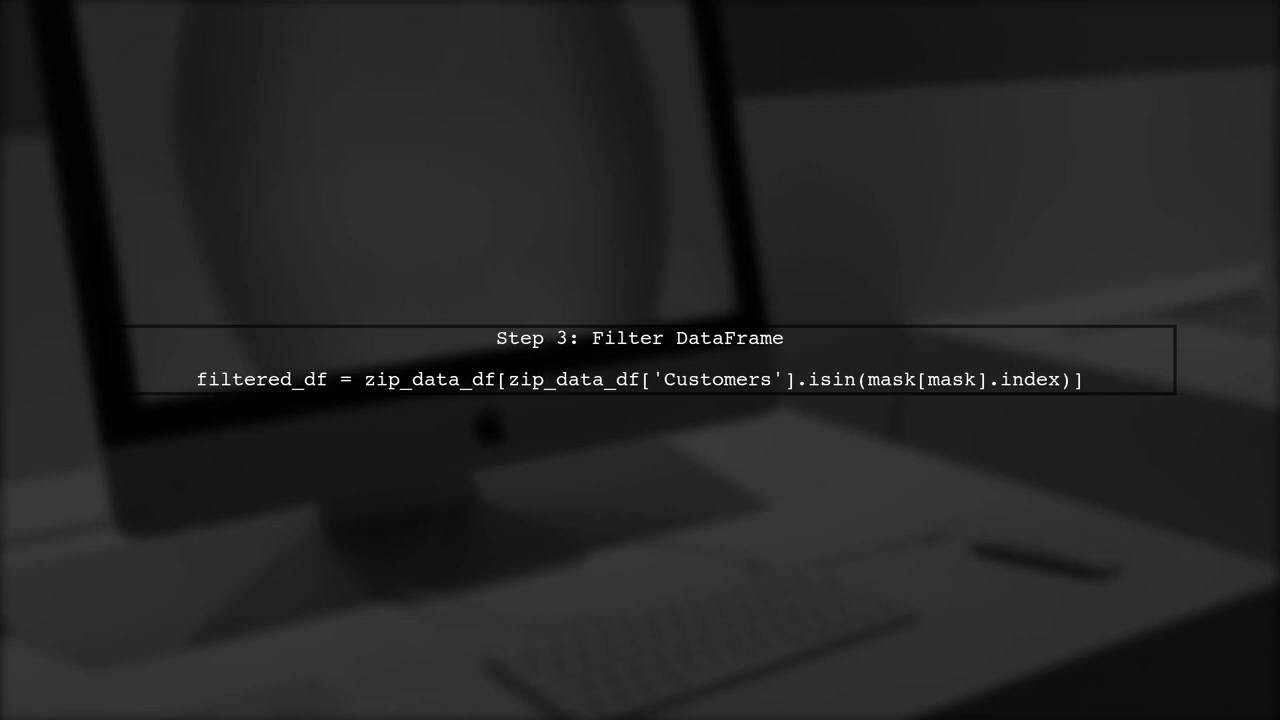 Step 3: Filter DataFrame
filtered_df = zip_data_df[zip_data_df['Customers'].isin(mask[mask].index)]